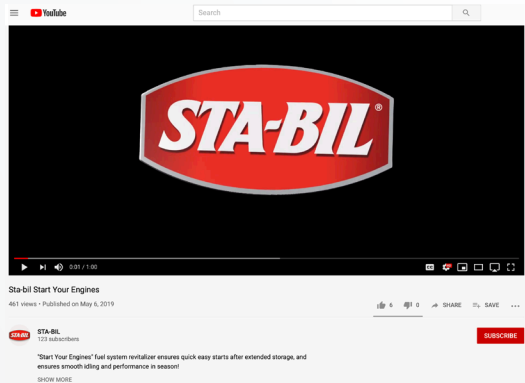 YouTube
Search
STA-BIL®
0:01 / 1:00
CC
Sta-bil Start Your Engines
461 views • Published on May 6, 2019
6
0
SHARE
SAVE
STA-BIL
STA-BIL
123 subscribers
SUBSCRIBE
"Start Your Engines" fuel system revitalizer ensures quick easy starts after extended storage, and
ensures smooth idling and performance in season!
SHOW MORE